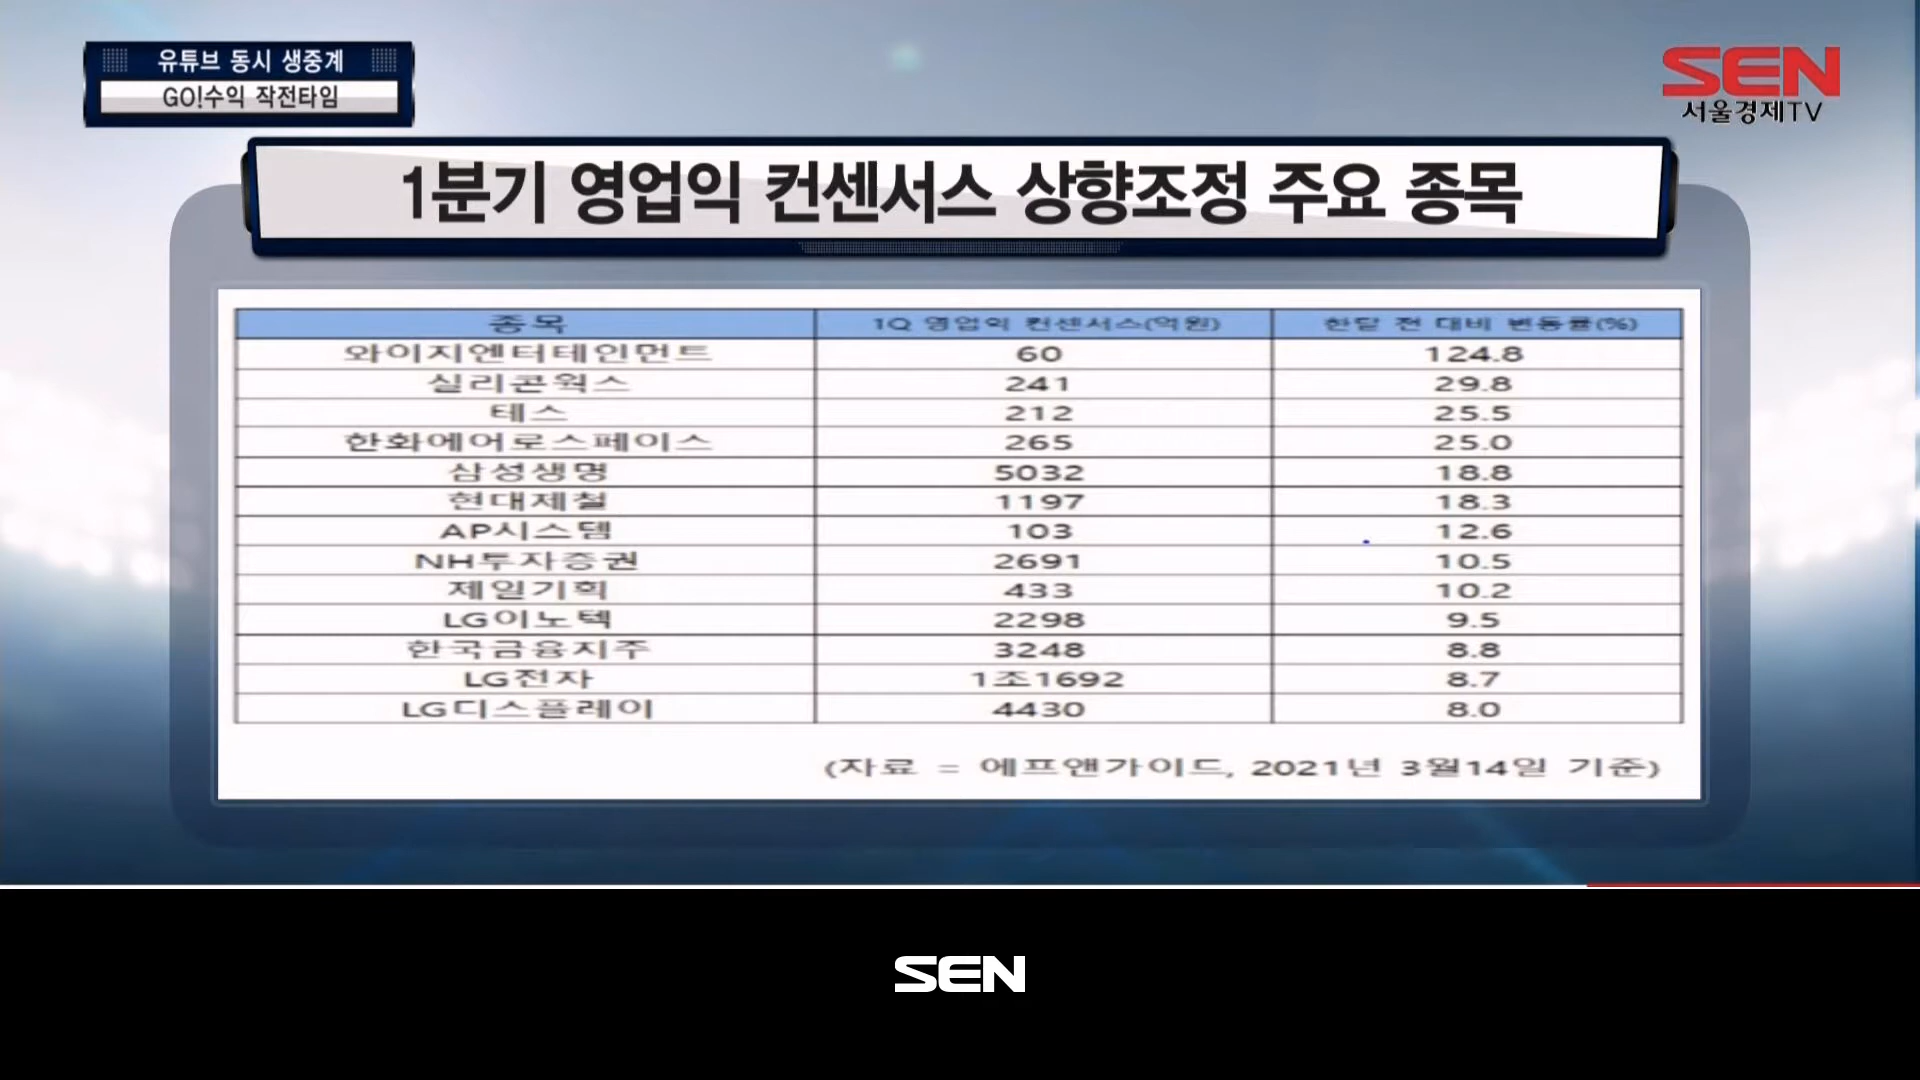 유튜브 동시 생중계
GO!수익 작전타임
SEN
서울경제TV
1분기 영업익 컨센서스 상향조정 주요 종목
종목 1Q 영업익 컨센서스(억원) 한달 전 대비 변동률(%)
와이지엔터테인먼트 60 124.8
실리콘웍스 241 29.8
테스 212 25.5
한화에어로스페이스 265 25.0
삼성생명 5032 18.8
현대제철 1197 18.3
AP시스템 103 12.6
NH투자증권 2691 10.5
제일기획 433 10.2
LG이노텍 2298 9.5
한국금융지주 3248 8.8
LG전자 1조1692 8.7
LG디스플레이 4430 8.0
(자료 = 에프앤가이드, 2021년 3월14일 기준)
SEN